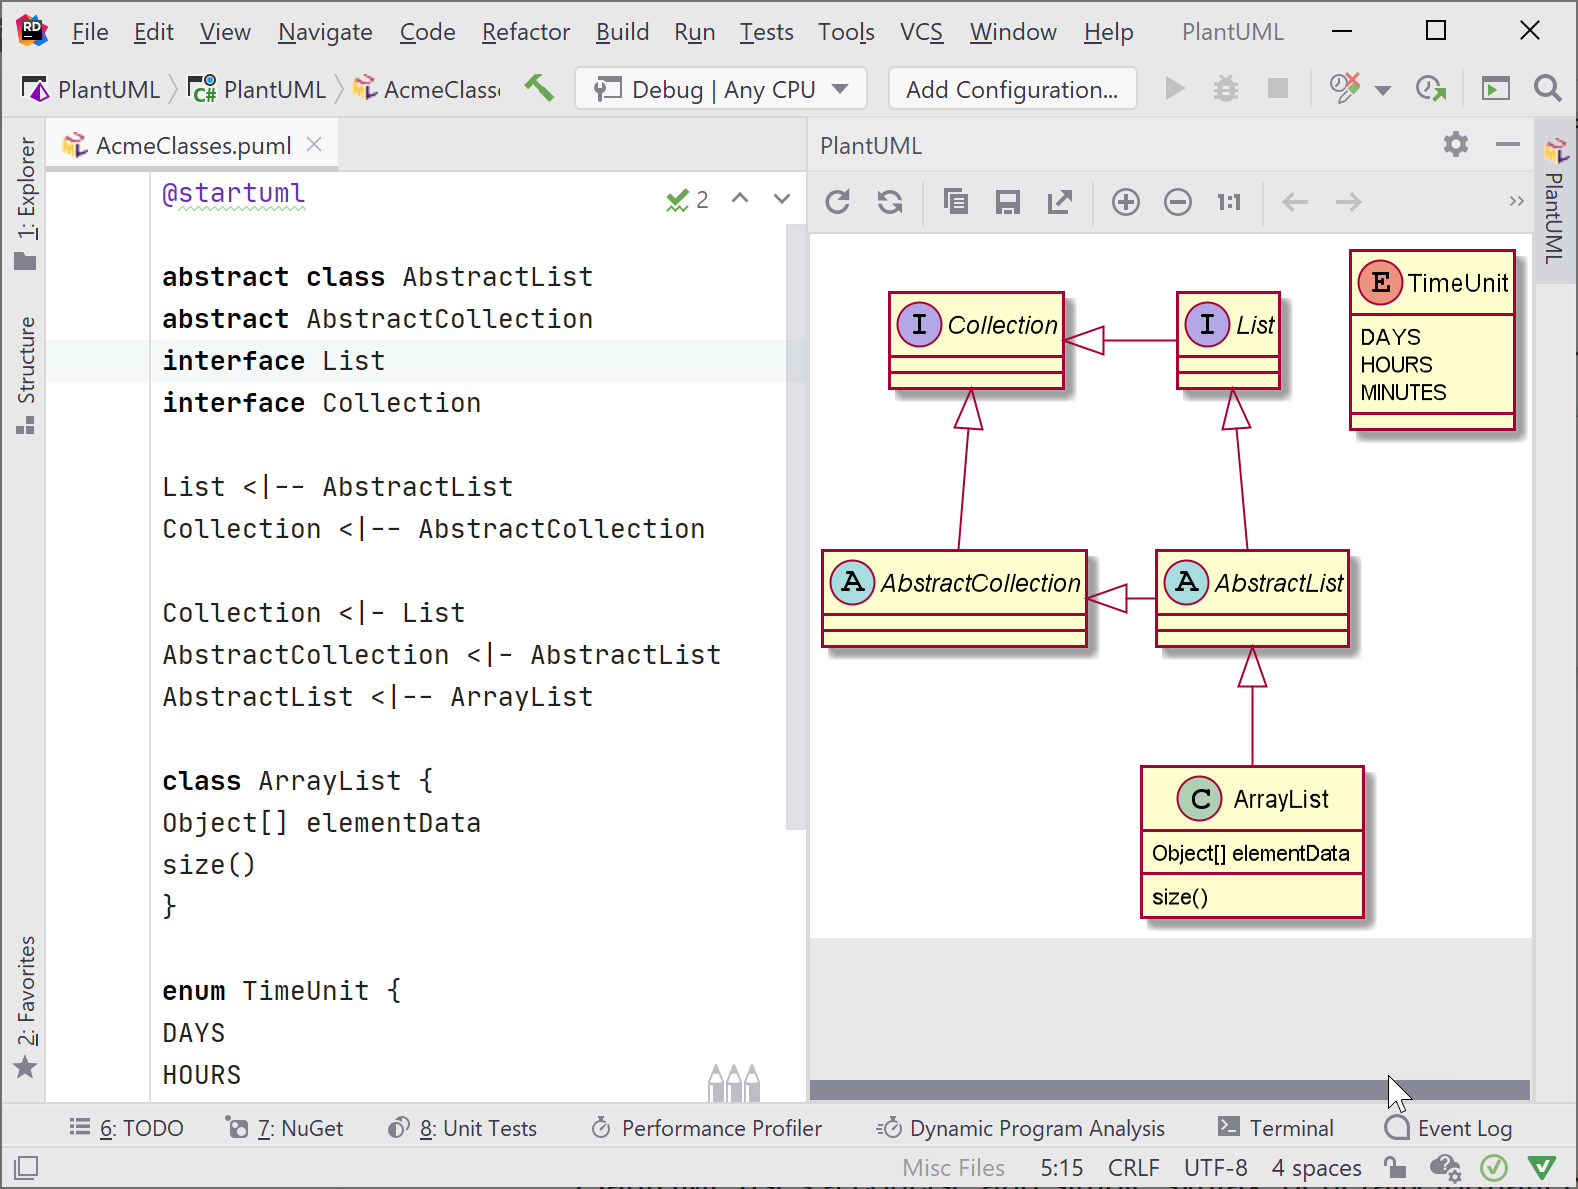 RD
File Edit View Navigate Code Refactor Build Run Tests Tools VCS Window Help PlantUML
PlantUML C# PlantUML AcmeClasse Debug | Any CPU Add Configuration...
1: Explorer
Structure
2: Favorites
AcmeClasses.puml
2
@startuml
abstract class AbstractList
abstract AbstractCollection
interface List
interface Collection
List <|-- AbstractList
Collection <|-- AbstractCollection
Collection <|- List
AbstractCollection <|- AbstractList
AbstractList <|-- ArrayList
class ArrayList {
Object[] elementData
size()
}
enum TimeUnit {
DAYS
HOURS
PlantUML
1:1
PlantUML
I Collection
I List
E TimeUnit
DAYS
HOURS
MINUTES
A AbstractCollection
A AbstractList
C ArrayList
Object[] elementData
size()
6: TODO 7: NuGet 8: Unit Tests Performance Profiler Dynamic Program Analysis Terminal Event Log
Misc Files 5:15 CRLF UTF-8 4 spaces